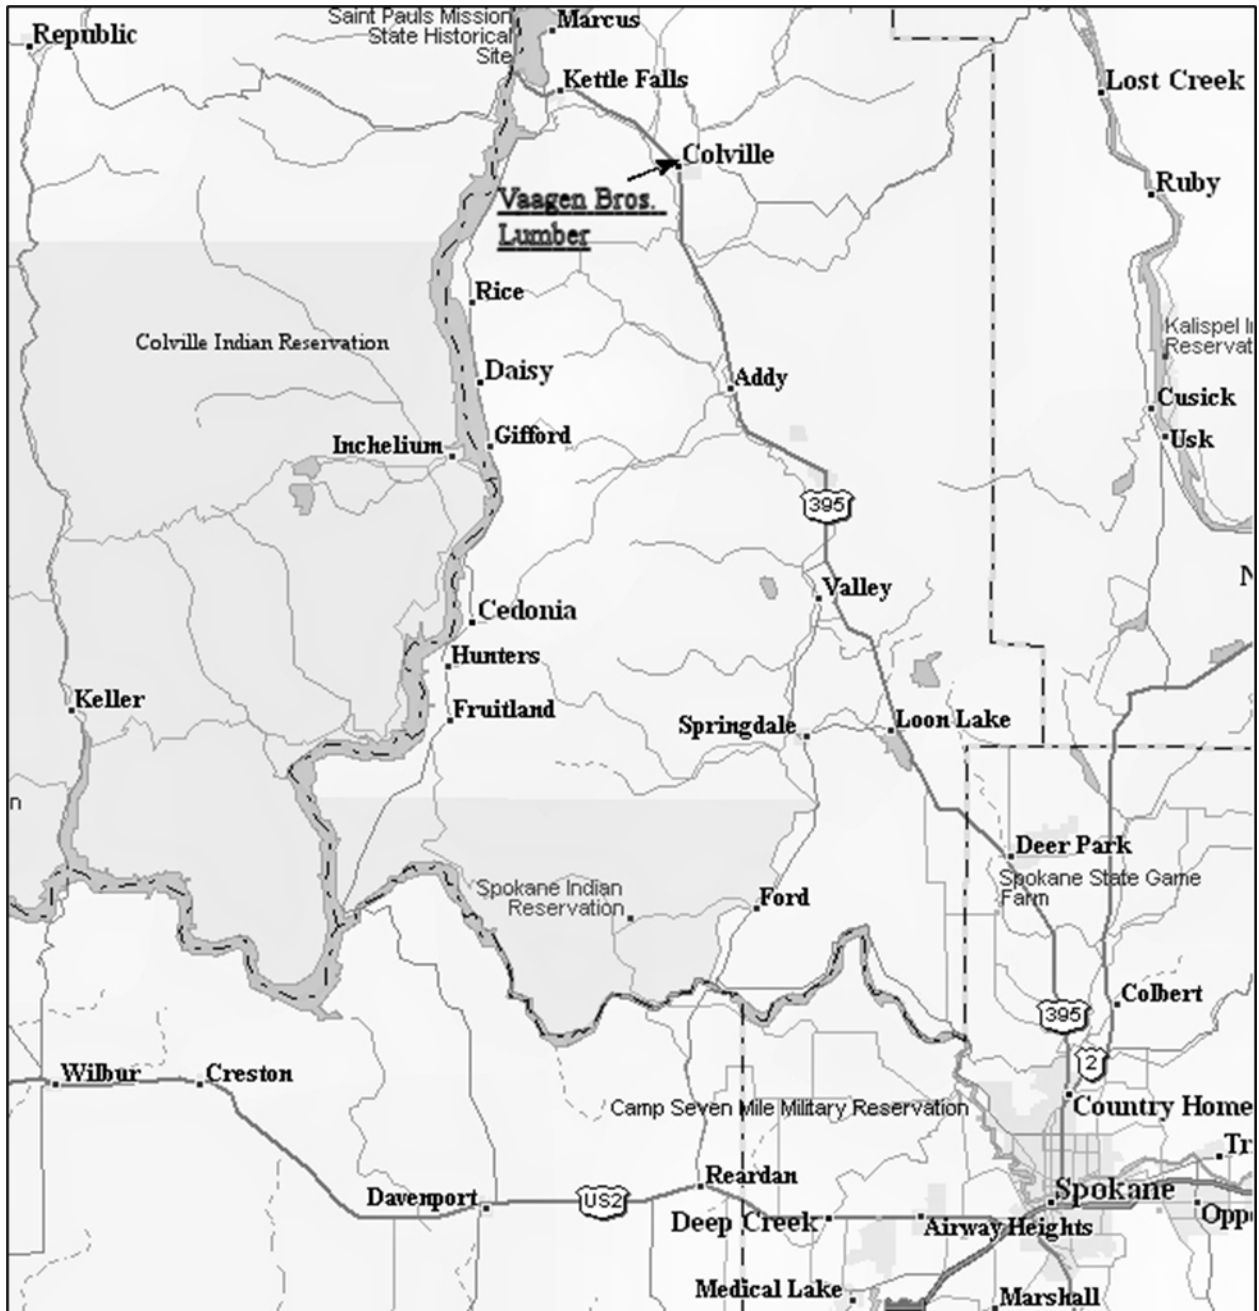 Saint Pauls Mission
State Historical
Site
Marcus
Republic
Kettle Falls
Lost Creek
Colville
Ruby
Vaagen Bros.
Lumber
Rice
Colville Indian Reservation
Kalispel I
Reservat
Daisy
Addy
Cusick
Gifford
Inchelium
Usk
395
N
Valley
Cedonia
Hunters
Keller
Fruitland
Springdale
Loon Lake
n
Deer Park
Spokane State Game
Farm
Spokane Indian
Reservation
Ford
Colbert
395
2
Wilbur
Creston
Camp Seven Mile Military Reservation
Country Home
Tr
Reardan
Davenport
US2
Spokane
Deep Creek
Airway Heights
Opp
Medical Lake
Marshall